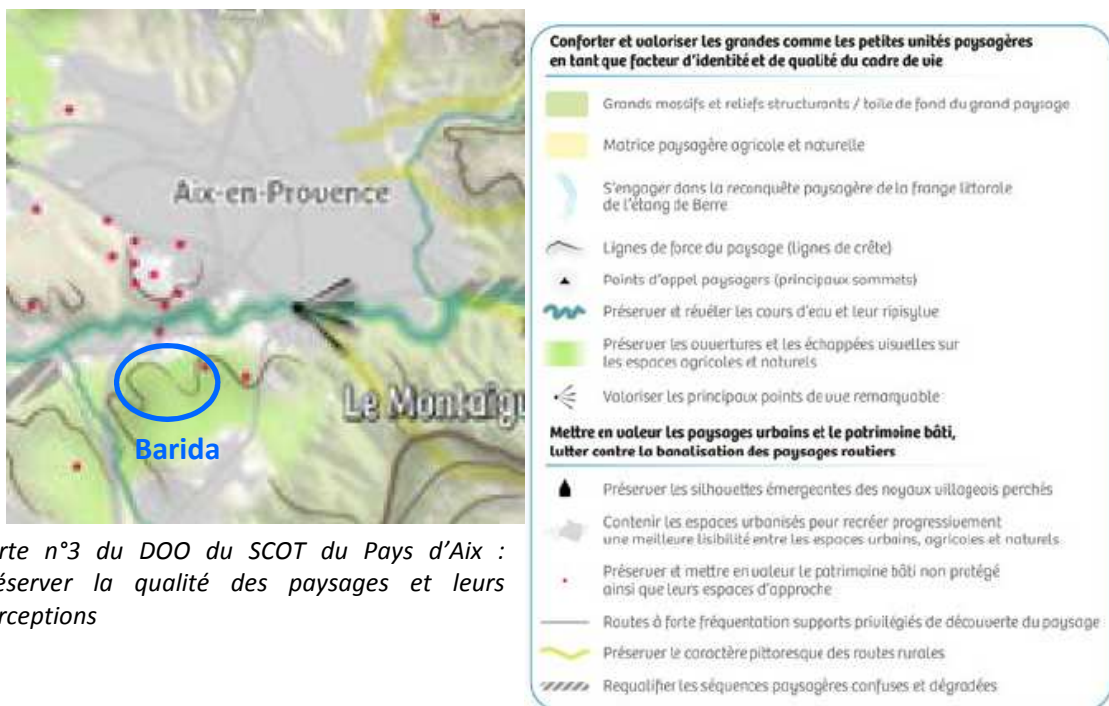 Aix-en-Provence
Le Montaigu
Barida
rte n°3 du DOO du SCOT du Pays d'Aix :
éserver la qualité des paysages et leurs
rceptions
Conforter et valoriser les grandes comme les petites unités paysagères
en tant que facteur d'identité et de qualité du cadre de vie
Grands massifs et reliefs structurants / toile de fond du grand paysage
Matrice paysagère agricole et naturelle
S'engager dans la reconquête paysagère de la frange littorale
de l'étang de Berre
Lignes de force du paysage (lignes de crête)
Points d'appel paysagers (principaux sommets)
Préserver et révéler les cours d'eau et leur ripisylve
Préserver les ouvertures et les échappées visuelles sur
les espaces agricoles et naturels
Valoriser les principaux points de vue remarquable
Mettre en valeur les paysages urbains et le patrimoine bâti,
lutter contre la banalisation des paysages routiers
Préserver les silhouettes émergeantes des noyaux villageois perchés
Contenir les espaces urbanisés pour recréer progressivement
une meilleure lisibilité entre les espaces urbains, agricoles et naturels
Préserver et mettre en valeur le patrimoine bâti non protégé
ainsi que leurs espaces d'approche
Routes à forte fréquentation supports privilégiés de découverte du paysage
Préserver le caractère pittoresque des routes rurales
Requalifier les séquences paysagères confuses et dégradées